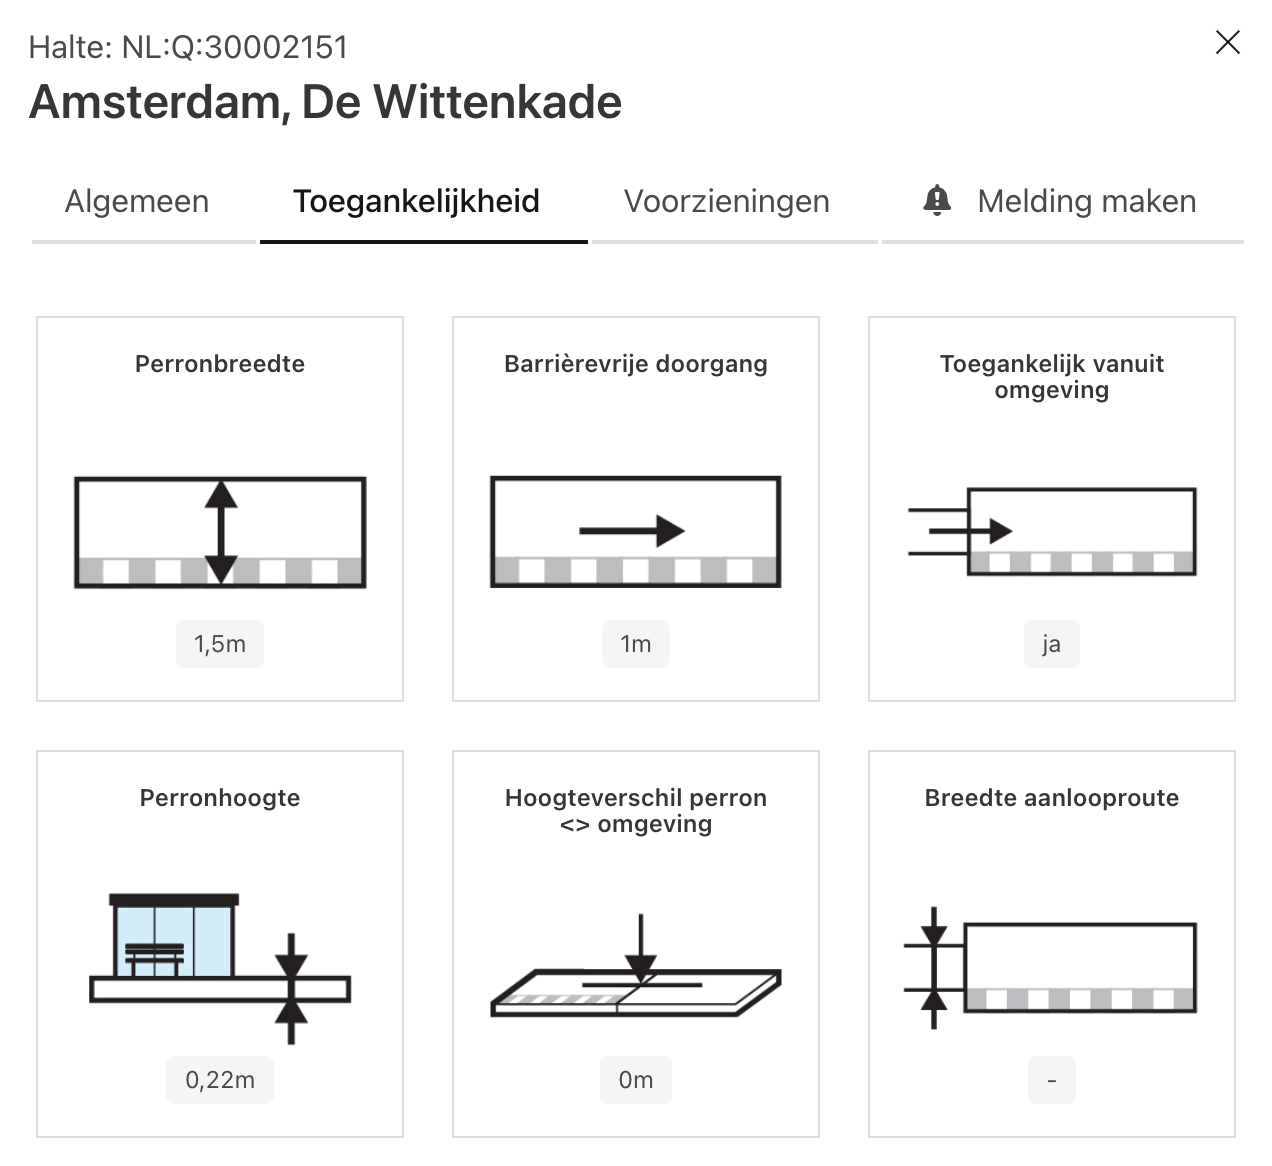 Halte: NL:Q:30002151
Amsterdam, De Wittenkade
Algemeen
Toegankelijkheid
Voorzieningen
Melding maken
Perronbreedte
1,5m
Barrièrevrije doorgang
1m
Toegankelijk vanuit
omgeving
ja
Perronhoogte
0,22m
Hoogteverschil perron
<> omgeving
0m
Breedte aanlooproute
-